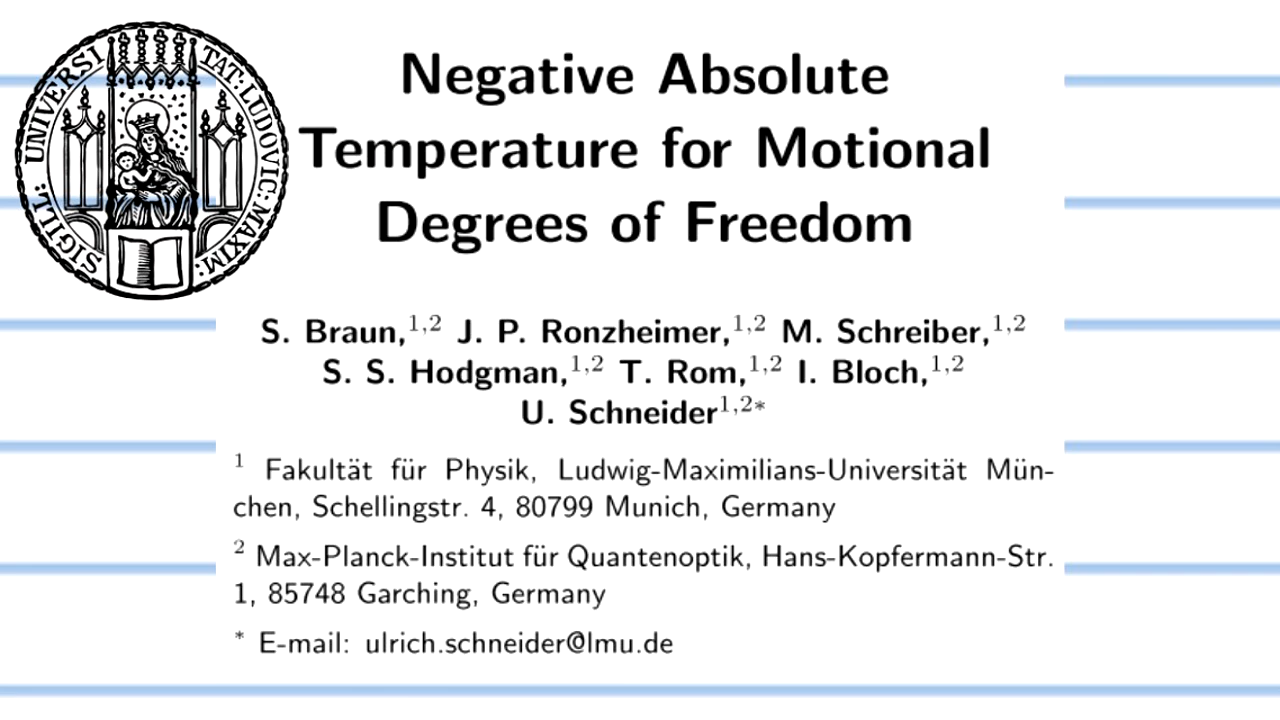 SIGILL: UNIVERSITAT: LUDOVIC: MAXIM:
Negative Absolute
Temperature for Motional
Degrees of Freedom
S. Braun,1,2 J. P. Ronzheimer,1,2 M. Schreiber,1,2
S. S. Hodgman,1,2 T. Rom,1,2 I. Bloch,1,2
U. Schneider1,2*
1 Fakultät für Physik, Ludwig-Maximilians-Universität Mün-
chen, Schellingstr. 4, 80799 Munich, Germany
2 Max-Planck-Institut für Quantenoptik, Hans-Kopfermann-Str.
1, 85748 Garching, Germany
* E-mail: ulrich.schneider@lmu.de